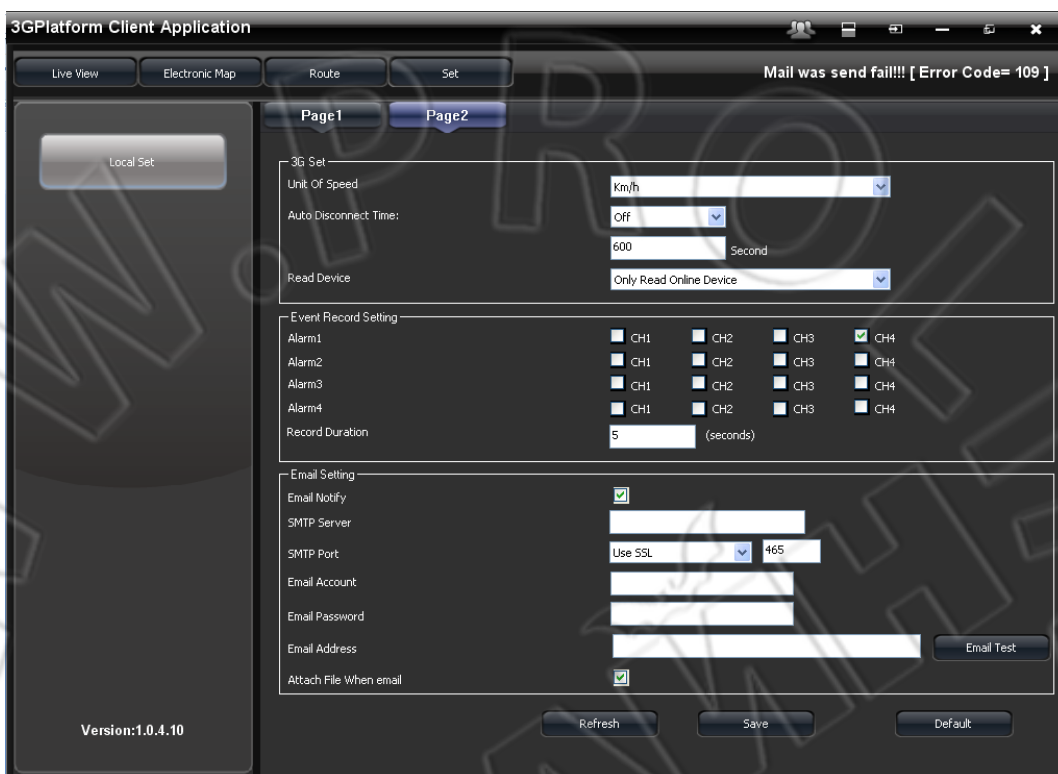 3GPlatform Client Application
Live View Electronic Map Route Set Mail was send fail!!! [ Error Code= 109 ]
Page1 Page2
Local Set
3G Set
Unit Of Speed Km/h
Auto Disconnect Time: Off
600 Second
Read Device Only Read Online Device
Event Record Setting
Alarm1 CH1 CH2 CH3 CH4
Alarm2 CH1 CH2 CH3 CH4
Alarm3 CH1 CH2 CH3 CH4
Alarm4 CH1 CH2 CH3 CH4
Record Duration 5 (seconds)
Email Setting
Email Notify
SMTP Server
SMTP Port Use SSL 465
Email Account
Email Password
Email Address Email Test
Attach File When email
Refresh Save Default
Version:1.0.4.10